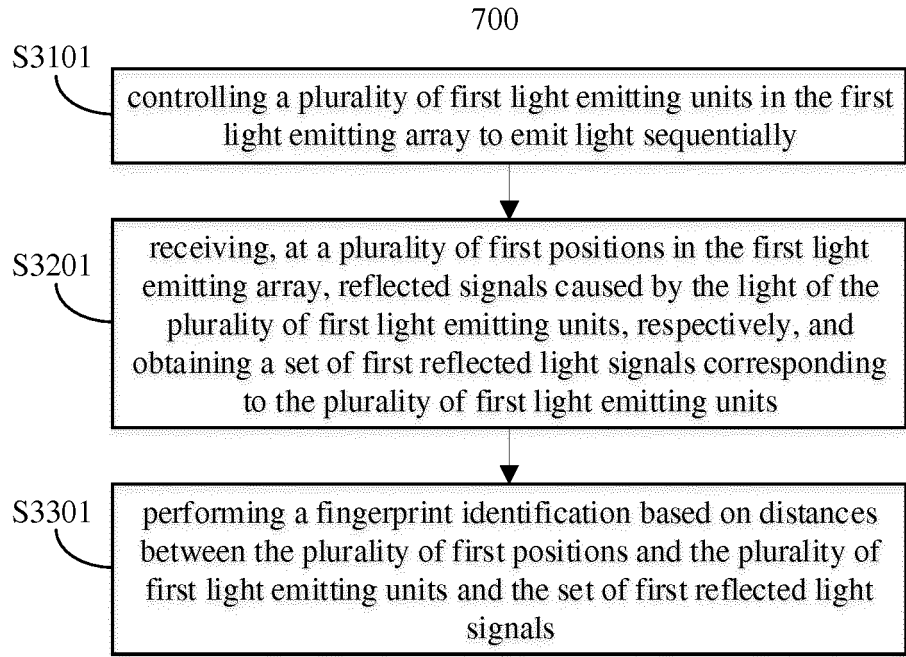 700
S3101
controlling a plurality of first light emitting units in the first
light emitting array to emit light sequentially
S3201
receiving, at a plurality of first positions in the first light
emitting array, reflected signals caused by the light of the
plurality of first light emitting units, respectively, and
obtaining a set of first reflected light signals corresponding
to the plurality of first light emitting units
S3301
performing a fingerprint identification based on distances
between the plurality of first positions and the plurality of
first light emitting units and the set of first reflected light
signals